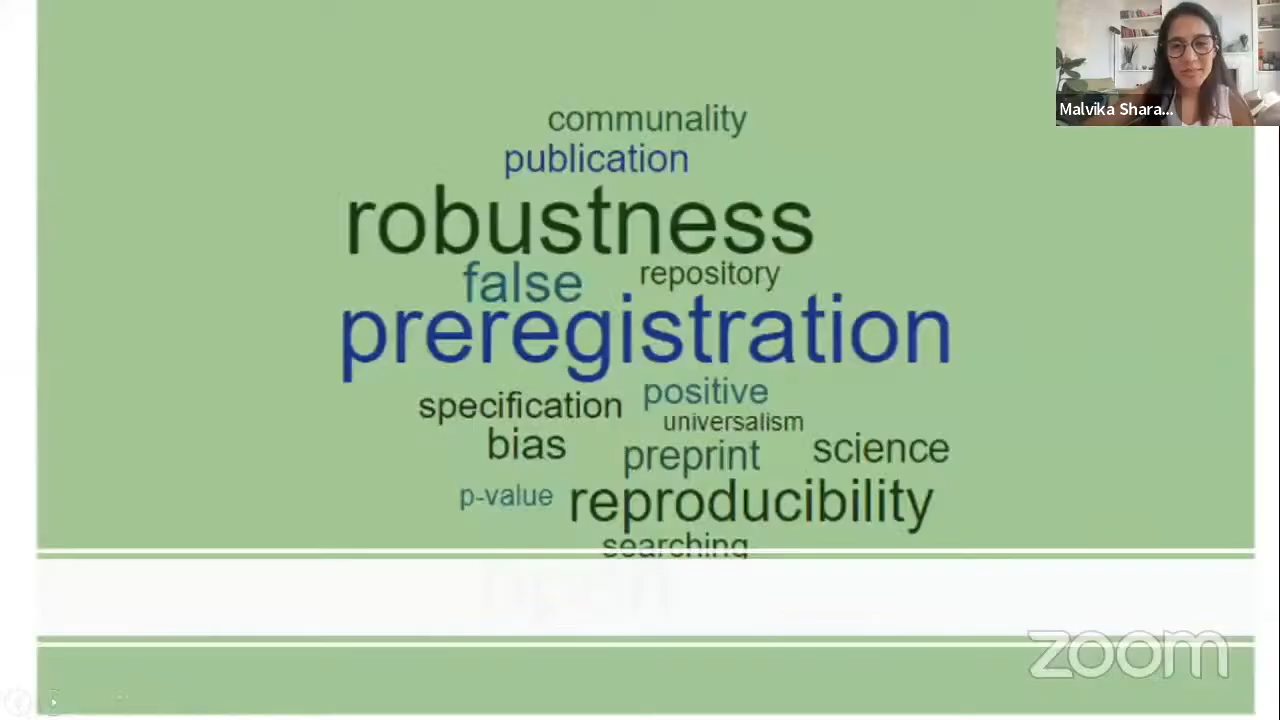 Malvika Shara...
communality
publication
robustness
false repository
preregistration
specification positive
universalism
bias preprint science
p-value reproducibility
searching
zoom